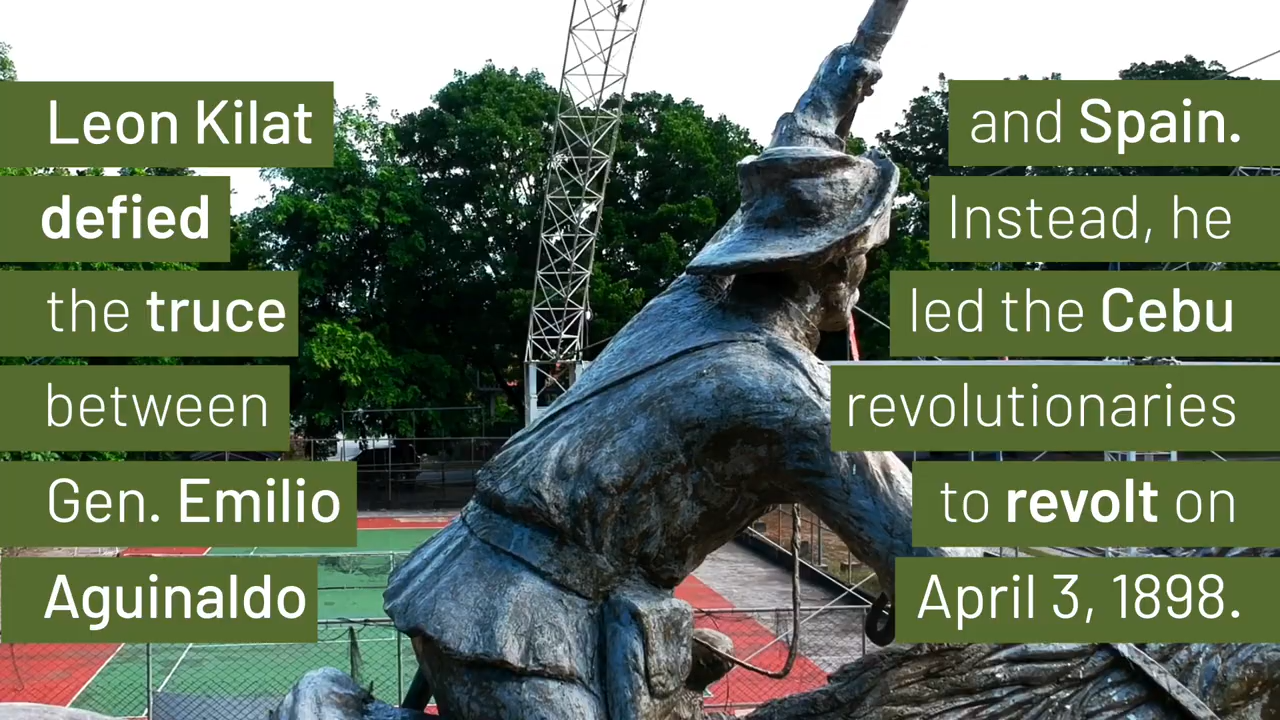 Leon Kilat
defied
the truce
between
Gen. Emilio
Aguinaldo
and Spain.
Instead, he
led the Cebu
revolutionaries
to revolt on
April 3, 1898.